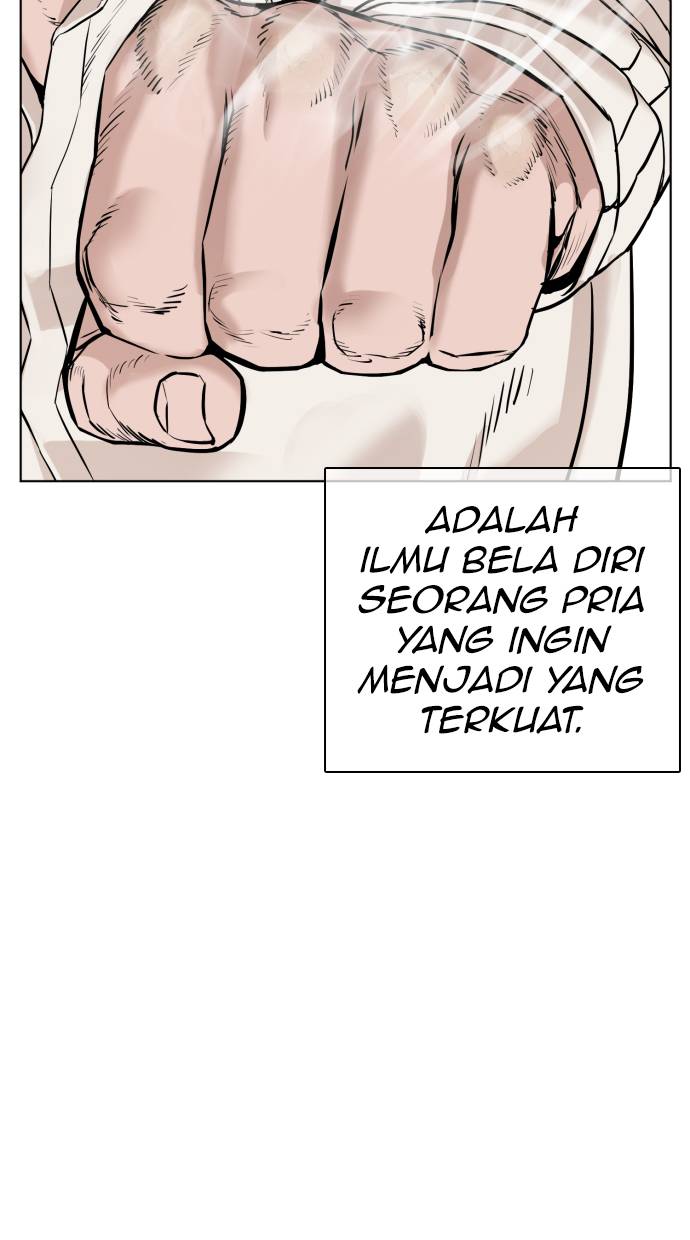 ADALAH
ILMU BELA DIRI
SEORANG PRIA
YANG INGIN
MENJADI YANG
TERKUAT.